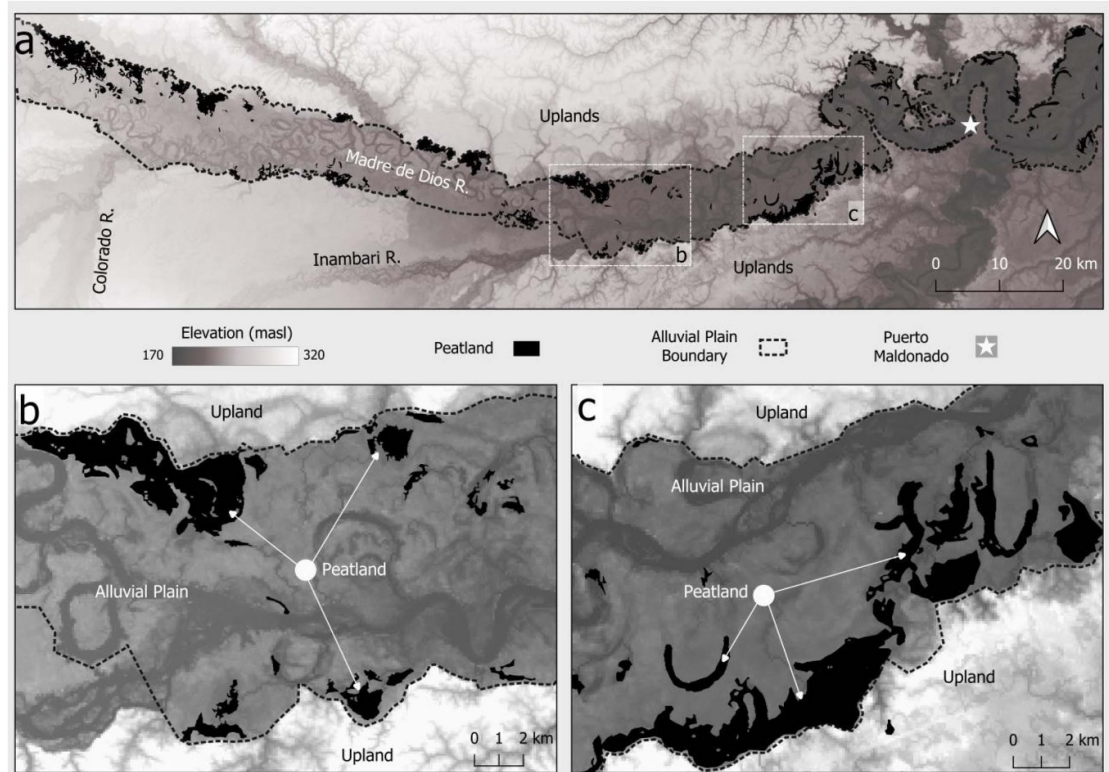 a
Uplands
Madre de Dios R.
Colorado R.
Inambari R.
b
c
Uplands
0 10 20 km
Elevation (masl)
170 320
Peatland
Alluvial Plain
Boundary
Puerto
Maldonado
b
Upland
Peatland
Alluvial Plain
Upland
0 1 2 km
c
Upland
Alluvial Plain
Peatland
Upland
0 1 2 km